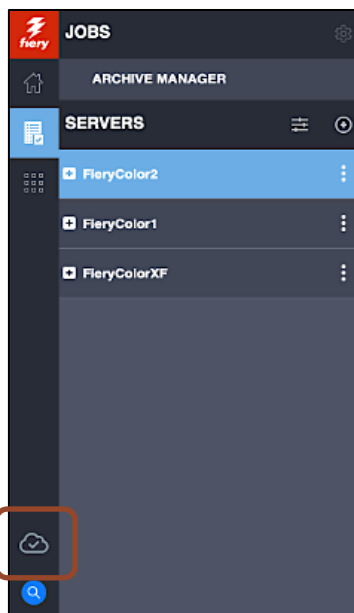 fiery
JOBS
ARCHIVE MANAGER
SERVERS
FieryColor2
FieryColor1
FieryColorXF